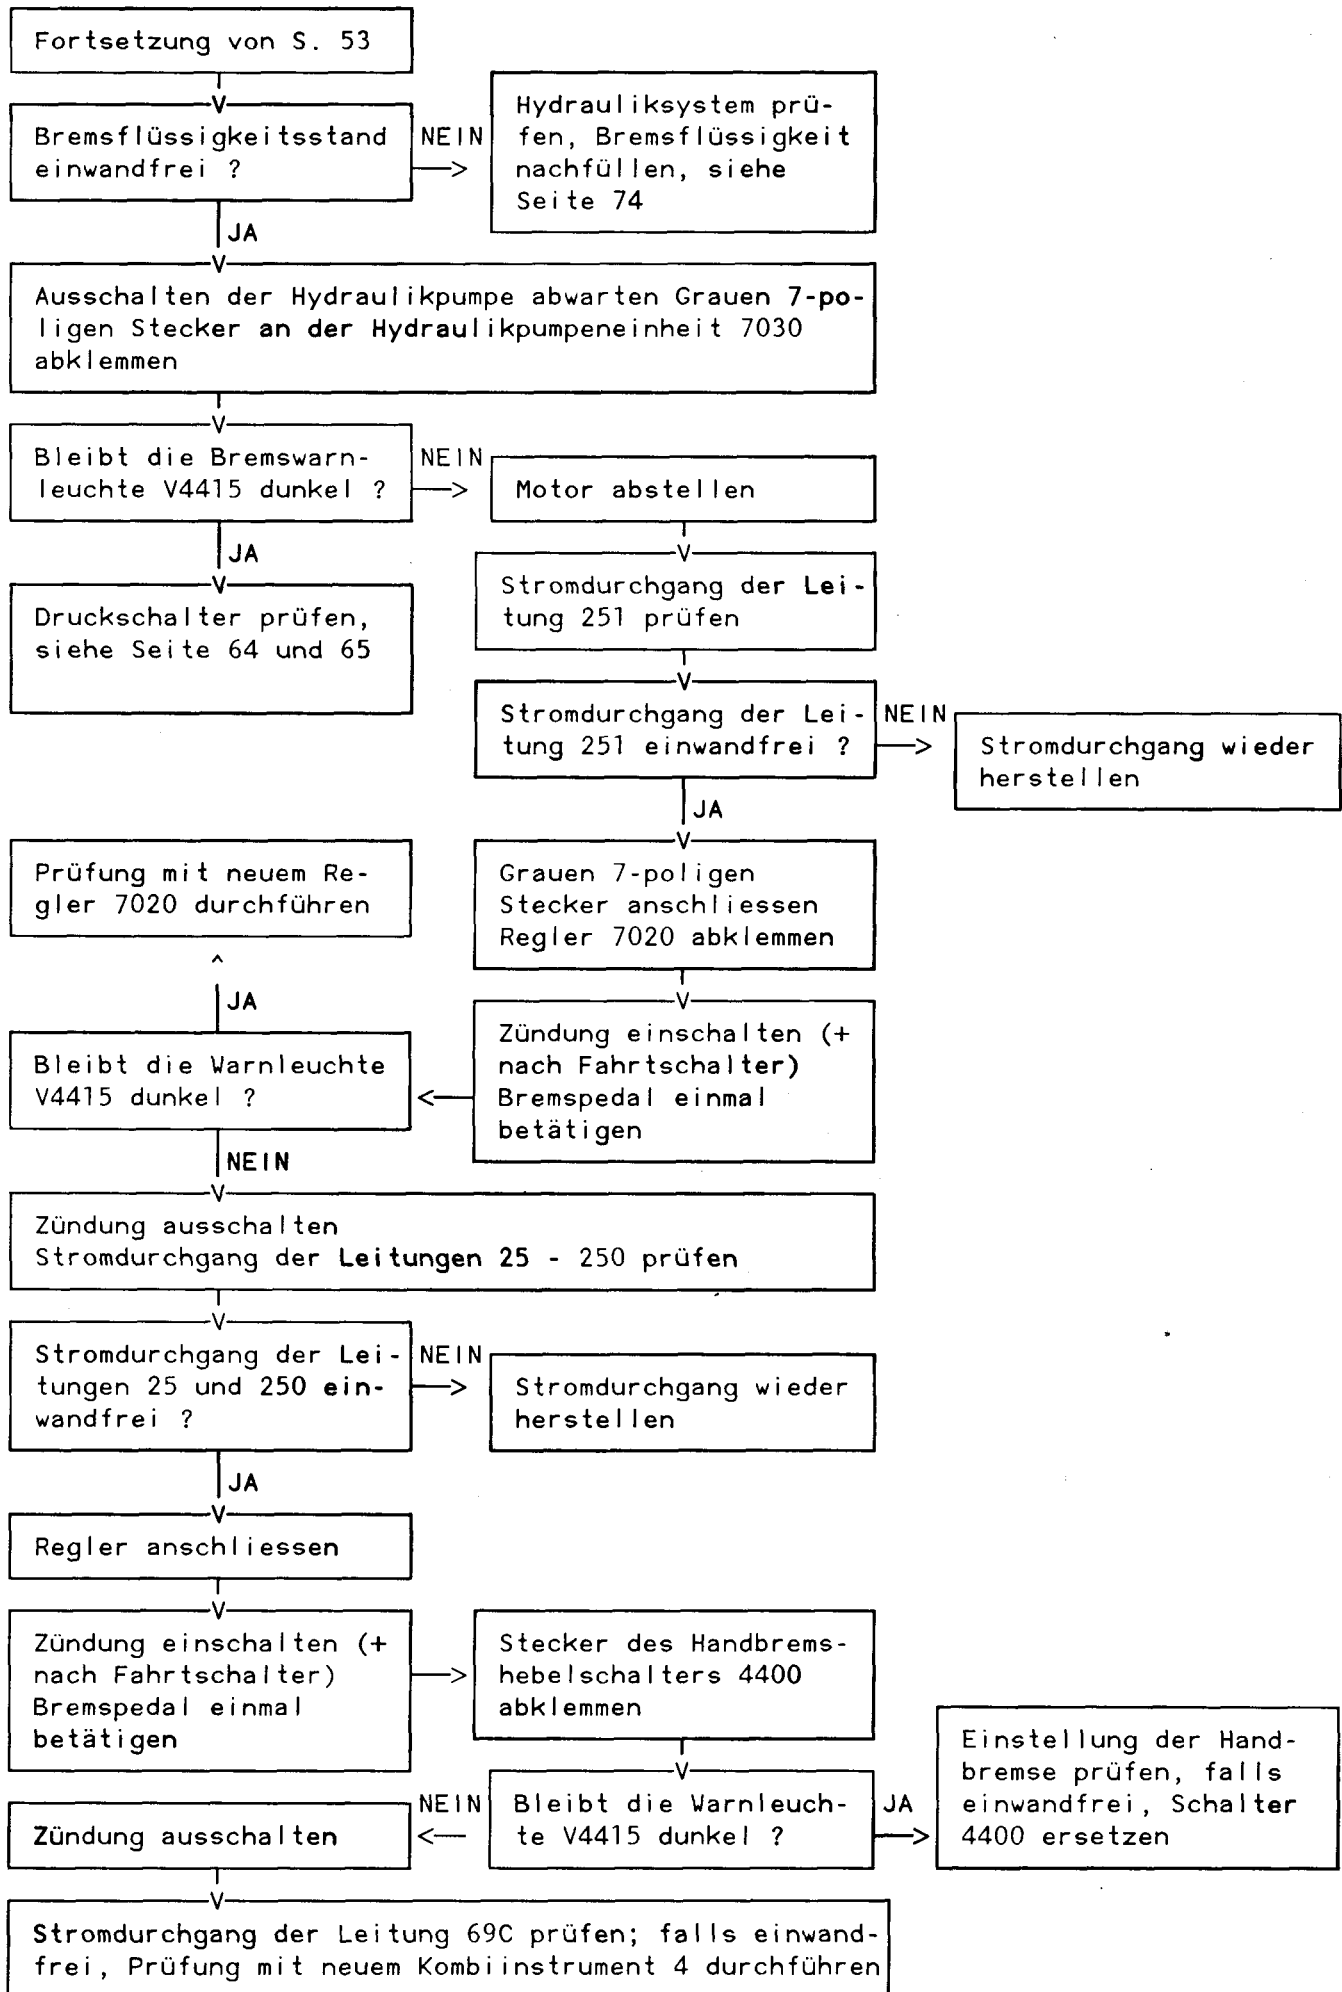 Fortsetzung von S. 53
Bremsflüssigkeitsstand
einwandfrei ?
NEIN
Hydrauliksystem prü-
fen, Bremsflüssigkeit
nachfüllen, siehe
Seite 74
JA
Ausschalten der Hydraulikpumpe abwarten Grauen 7-po-
ligen Stecker an der Hydraulikpumpeneinheit 7030
abklemmen
Bleibt die Bremswarn-
leuchte V4415 dunkel ?
NEIN
Motor abstellen
JA
Druckschalter prüfen,
siehe Seite 64 und 65
Stromdurchgang der Lei-
tung 251 prüfen
Stromdurchgang der Lei-
tung 251 einwandfrei ?
NEIN
Stromdurchgang wieder
herstellen
JA
Grauen 7-poligen
Stecker anschliessen
Regler 7020 abklemmen
Prüfung mit neuem Re-
gler 7020 durchführen
JA
Zündung einschalten (+
nach Fahrtschalter)
Bremspedal einmal
betätigen
Bleibt die Warnleuchte
V4415 dunkel ?
NEIN
Zündung ausschalten
Stromdurchgang der Leitungen 25 - 250 prüfen
Stromdurchgang der Lei-
tungen 25 und 250 ein-
wandfrei ?
NEIN
Stromdurchgang wieder
herstellen
JA
Regler anschliessen
Zündung einschalten (+
nach Fahrtschalter)
Bremspedal einmal
betätigen
Stecker des Handbrems-
hebelschalters 4400
abklemmen
Bleibt die Warnleuch-
te V4415 dunkel ?
JA
Einstellung der Hand-
bremse prüfen, falls
einwandfrei, Schalter
4400 ersetzen
NEIN
Zündung ausschalten
Stromdurchgang der Leitung 69C prüfen; falls einwand-
frei, Prüfung mit neuem Kombiinstrument 4 durchführen